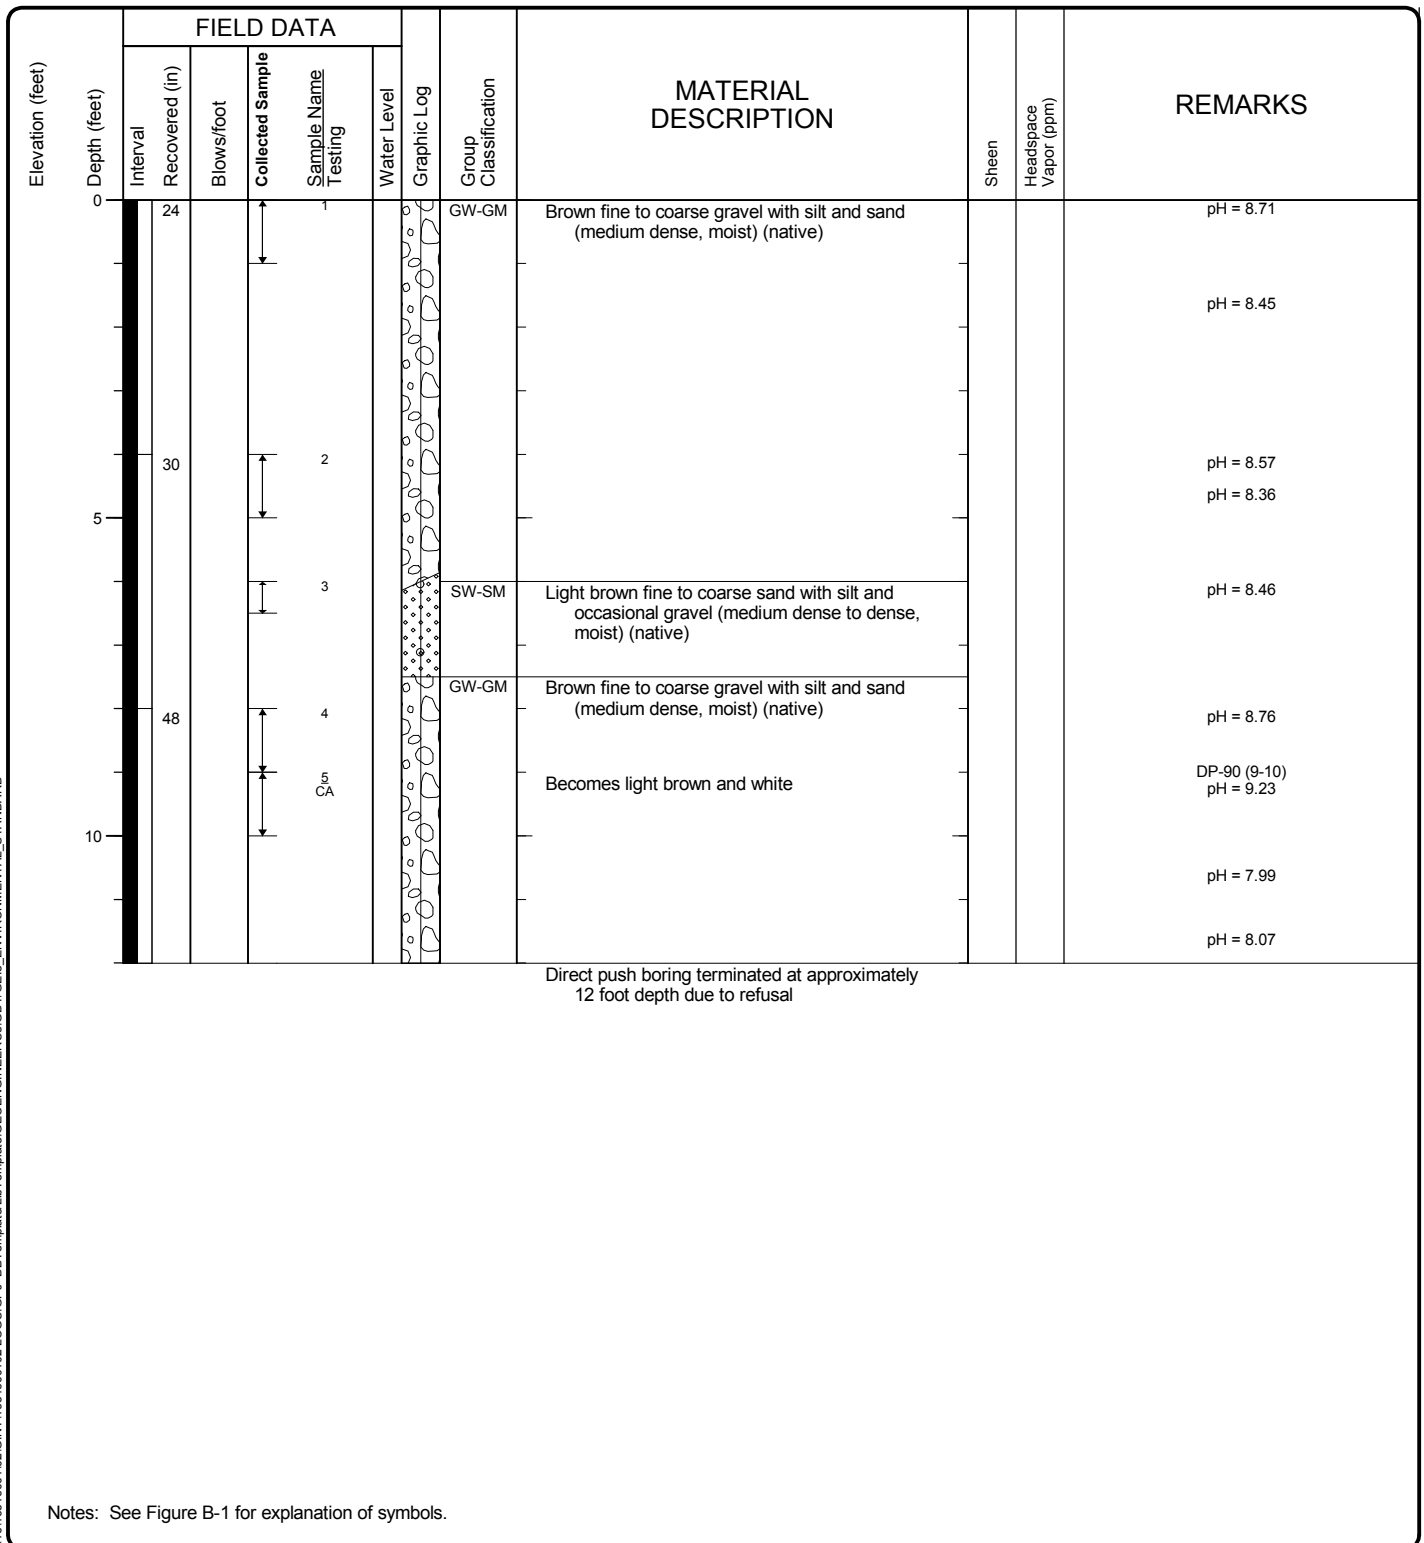 FIELD DATA
Elevation (feet)
Depth (feet)
Interval
Recovered (in)
Blows/foot
Collected Sample
Sample Name
Testing
Water Level
Graphic Log
Group
Classification
MATERIAL
DESCRIPTION
Sheen
Headspace
Vapor (ppm)
REMARKS
0
24
1
GW-GM
Brown fine to coarse gravel with silt and sand
(medium dense, moist) (native)
pH = 8.71
pH = 8.45
30
2
pH = 8.57
pH = 8.36
5
3
SW-SM
Light brown fine to coarse sand with silt and
occasional gravel (medium dense to dense,
moist) (native)
pH = 8.46
GW-GM
Brown fine to coarse gravel with silt and sand
(medium dense, moist) (native)
48
4
pH = 8.76
5
CA
Becomes light brown and white
DP-90 (9-10)
pH = 9.23
10
pH = 7.99
pH = 8.07
Direct push boring terminated at approximately
12 foot depth due to refusal
Notes: See Figure B-1 for explanation of symbols.